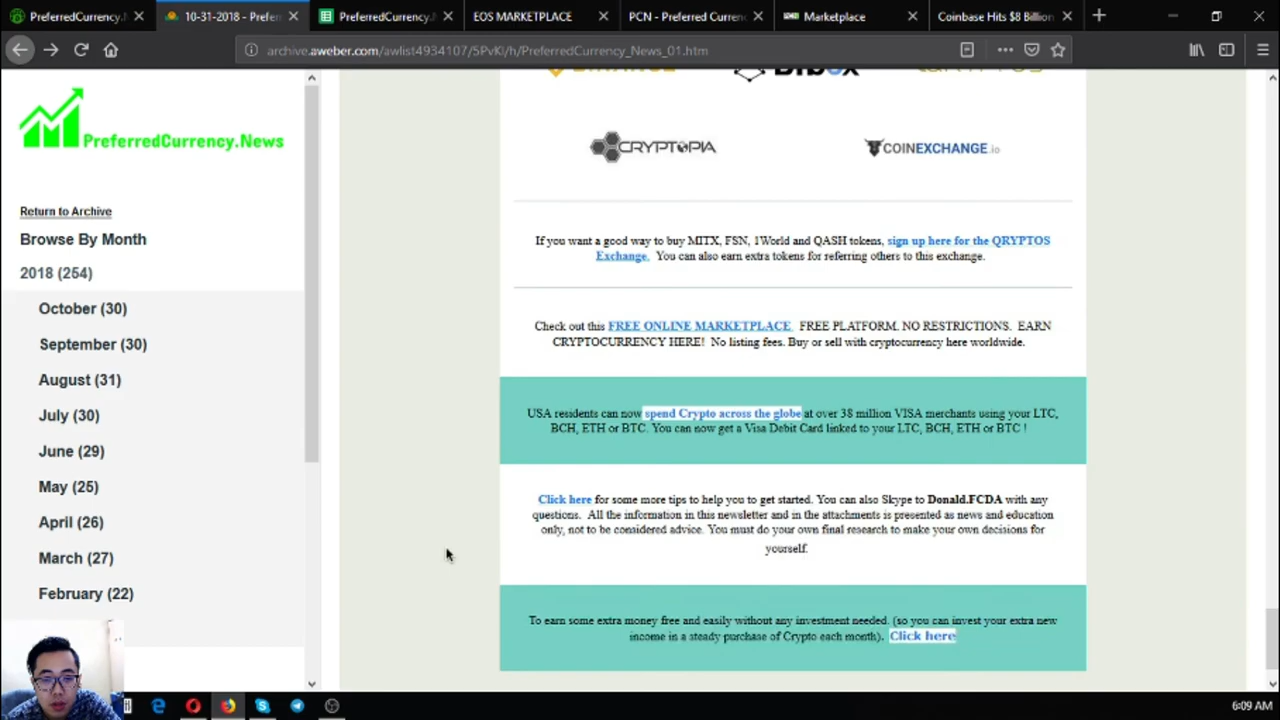 PreferredCurrency.
10-31-2018 - Prefer
PreferredCurrency.N
EOS MARKETPLACE
PCN - Preferred Curren
Marketplace
Coinbase Hits $8 Billion
archive.aweber.com/awlist4934107/5PvKl/h/PreferredCurrency_News_01.htm
PreferredCurrency.News
Return to Archive
Browse By Month
2018 (254)
October (30)
September (30)
August (31)
July (30)
June (29)
May (25)
April (26)
March (27)
February (22)
CRYPTOPIA
COINEXCHANGE.io
If you want a good way to buy MITX, FSN, 1World and QASH tokens, sign up here for the QRYPTOS
Exchange. You can also earn extra tokens for referring others to this exchange.
Check out this FREE ONLINE MARKETPLACE. FREE PLATFORM. NO RESTRICTIONS. EARN
CRYPTOCURRENCY HERE! No listing fees. Buy or sell with cryptocurrency here worldwide.
USA residents can now spend Crypto across the globe at over 38 million VISA merchants using your LTC,
BCH, ETH or BTC. You can now get a Visa Debit Card linked to your LTC, BCH, ETH or BTC !
Click here for some more tips to help you to get started. You can also Skype to Donald.FCDA with any
questions. All the information in this newsletter and in the attachments is presented as news and education
only, not to be considered advice. You must do your own final research to make your own decisions for
yourself.
To earn some extra money free and easily without any investment needed. (so you can invest your extra new
income in a steady purchase of Crypto each month). Click here
6:09 AM